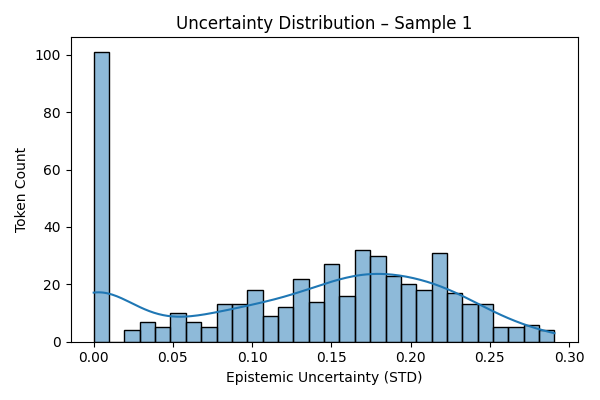 Uncertainty Distribution – Sample 1
100
80
60
40
20
0
Token Count
0.00 0.05 0.10 0.15 0.20 0.25 0.30
Epistemic Uncertainty (STD)